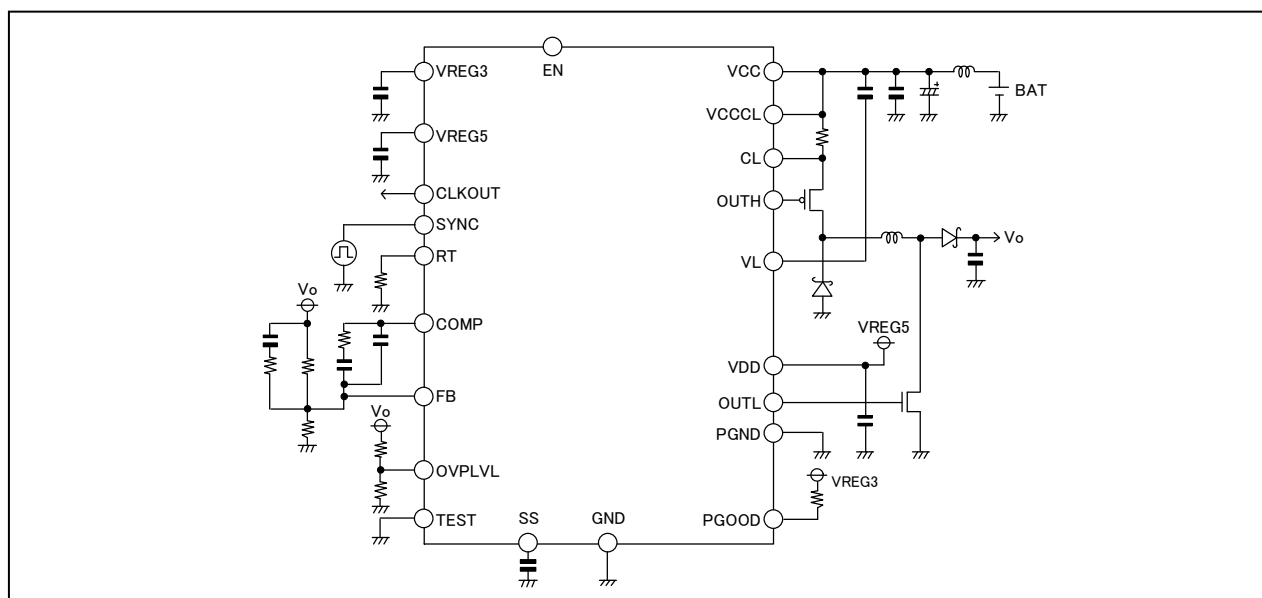 EN
VREG3
VREG5
CLKOUT
SYNC
RT
Vo
COMP
FB
Vo
OVPLVL
TEST
SS
GND
VCC
VCCCL
CL
OUTH
VL
VDD
OUTL
PGND
PGOOD
+
BAT
Vo
VREG5
VREG3